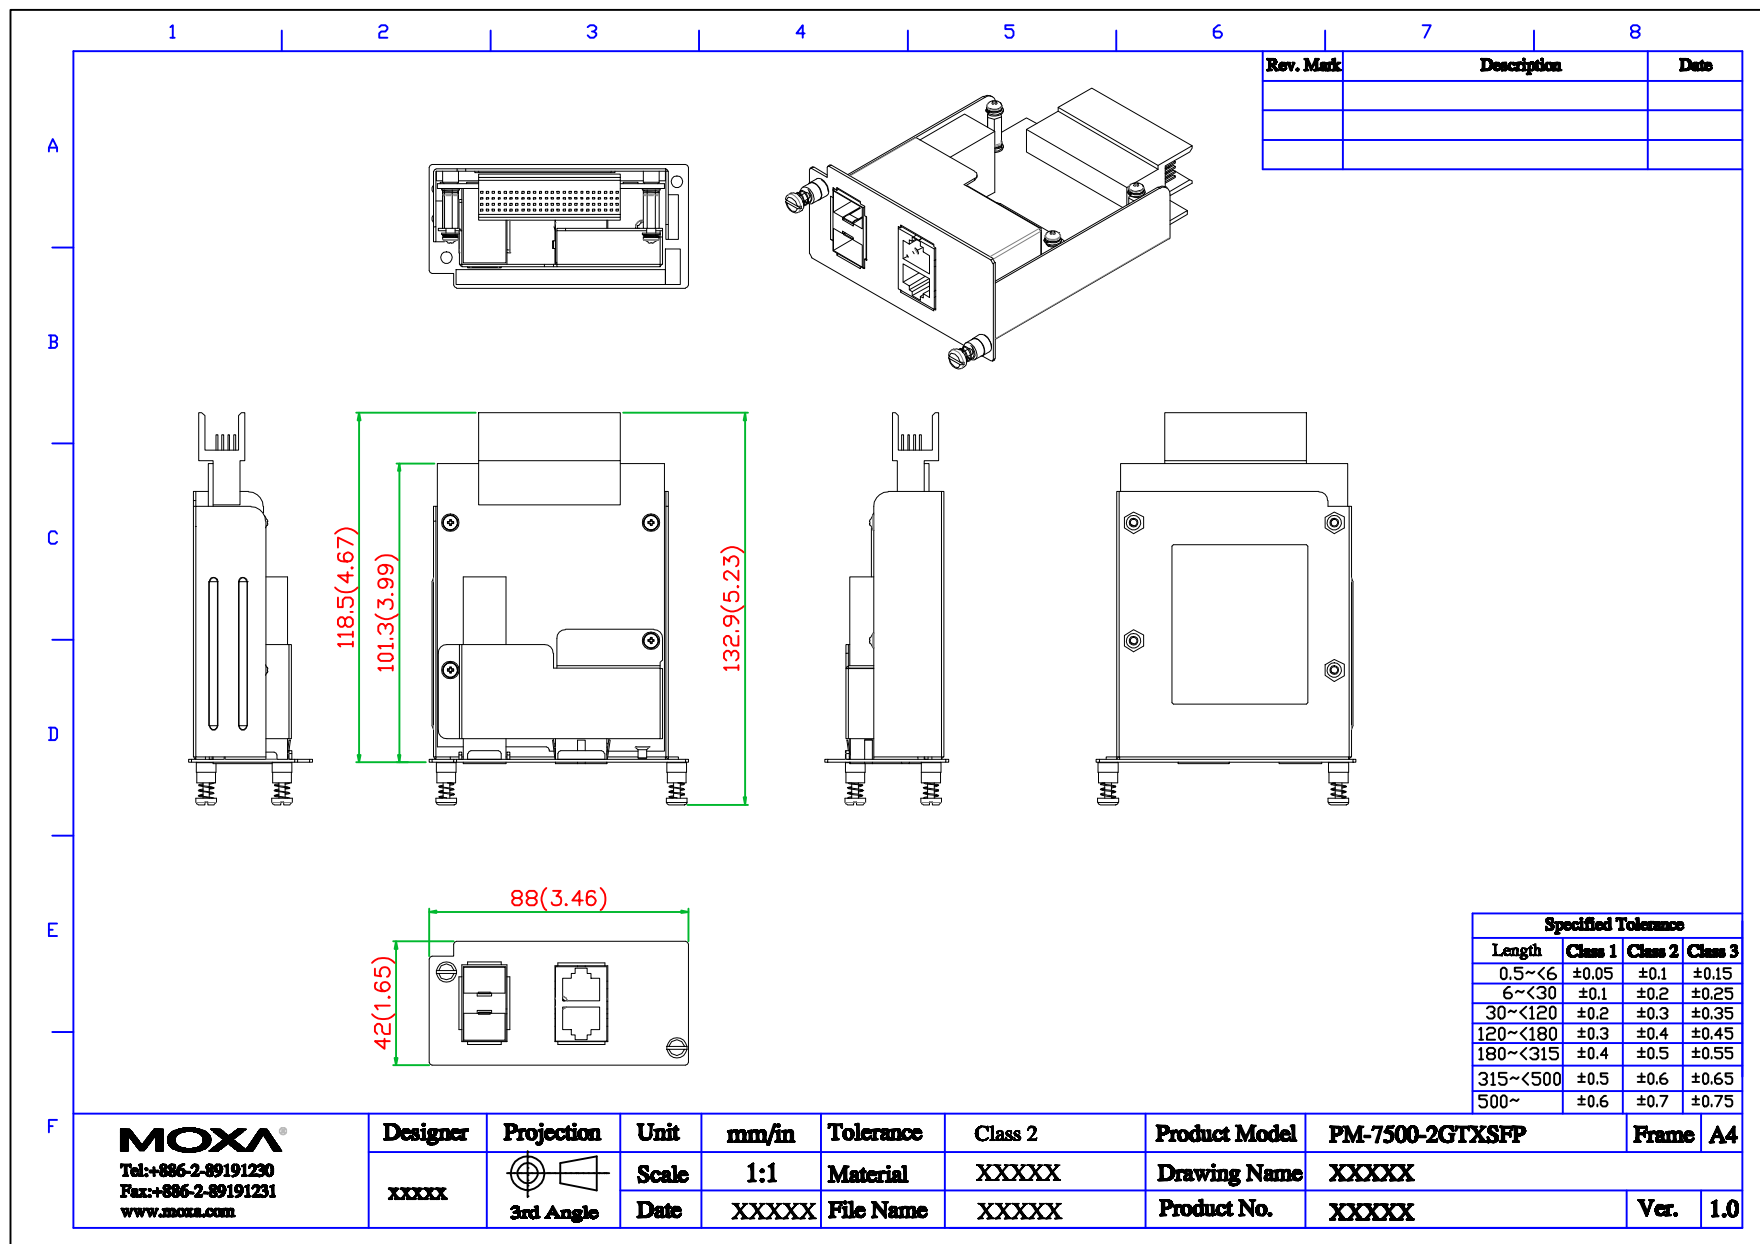 1 2 3 4 5 6 7 8
Rev. Mark Description Date
A
B
C
D
E
F
118.5(4.67)
101.3(3.99)
132.9(5.23)
88(3.46)
42(1.65)
Specified Tolerance
Length Class 1 Class 2 Class 3
0.5~<6 ±0.05 ±0.1 ±0.15
6~<30 ±0.1 ±0.2 ±0.25
30~<120 ±0.2 ±0.3 ±0.35
120~<180 ±0.3 ±0.4 ±0.45
180~<315 ±0.4 ±0.5 ±0.55
315~<500 ±0.5 ±0.6 ±0.65
500~ ±0.6 ±0.7 ±0.75
MOXA®
Tel:+886-2-89191230
Fax:+886-2-89191231
www.moxa.com
Designer Projection Unit mm/in Tolerance Class 2 Product Model PM-7500-2GTXSFP Frame A4
XXXXX Scale 1:1 Material XXXXX Drawing Name XXXXX
3rd Angle Date XXXXX File Name XXXXX Product No. XXXXX Ver. 1.0